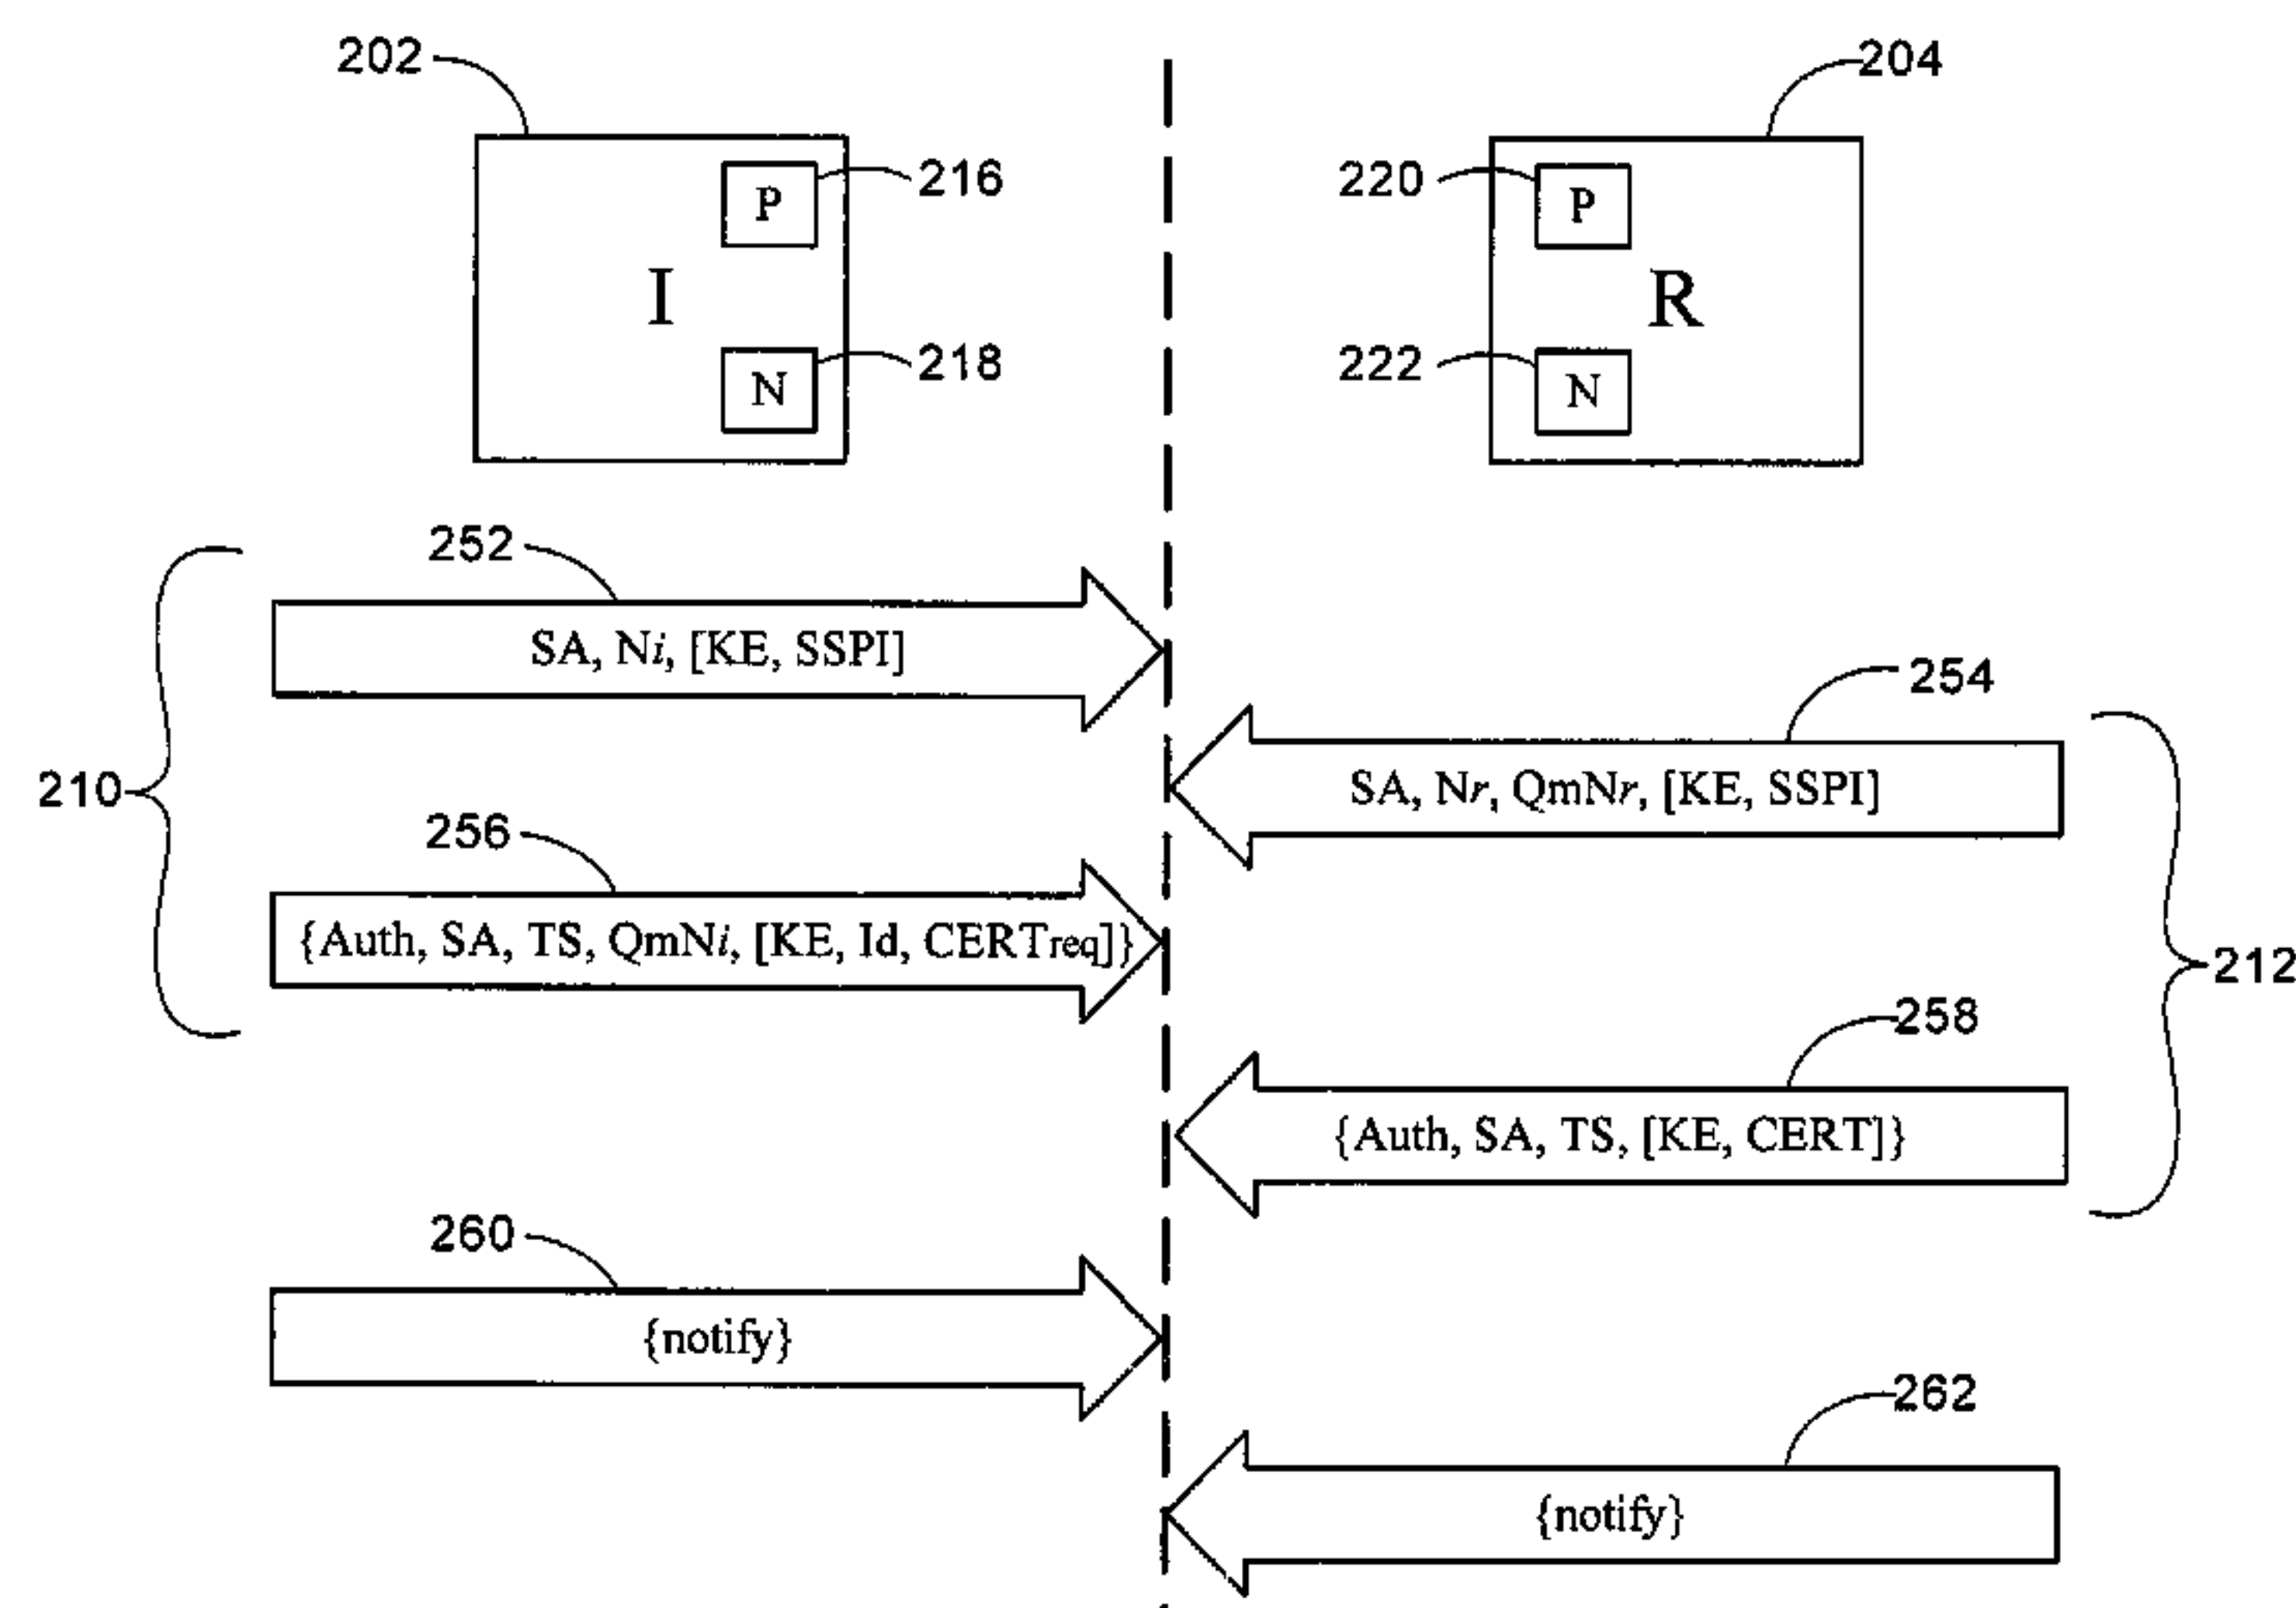 202
204
P
216
220
P
I
R
218
222
N
N
252
SA, Ni, [KE, SSPI]
254
210
SA, Nr, QmNr, [KE, SSPI]
256
{Auth, SA, TS, QmNi, [KE, Id, CERTreq]}
212
258
{Auth, SA, TS, [KE, CERT]}
260
{notify}
262
{notify}